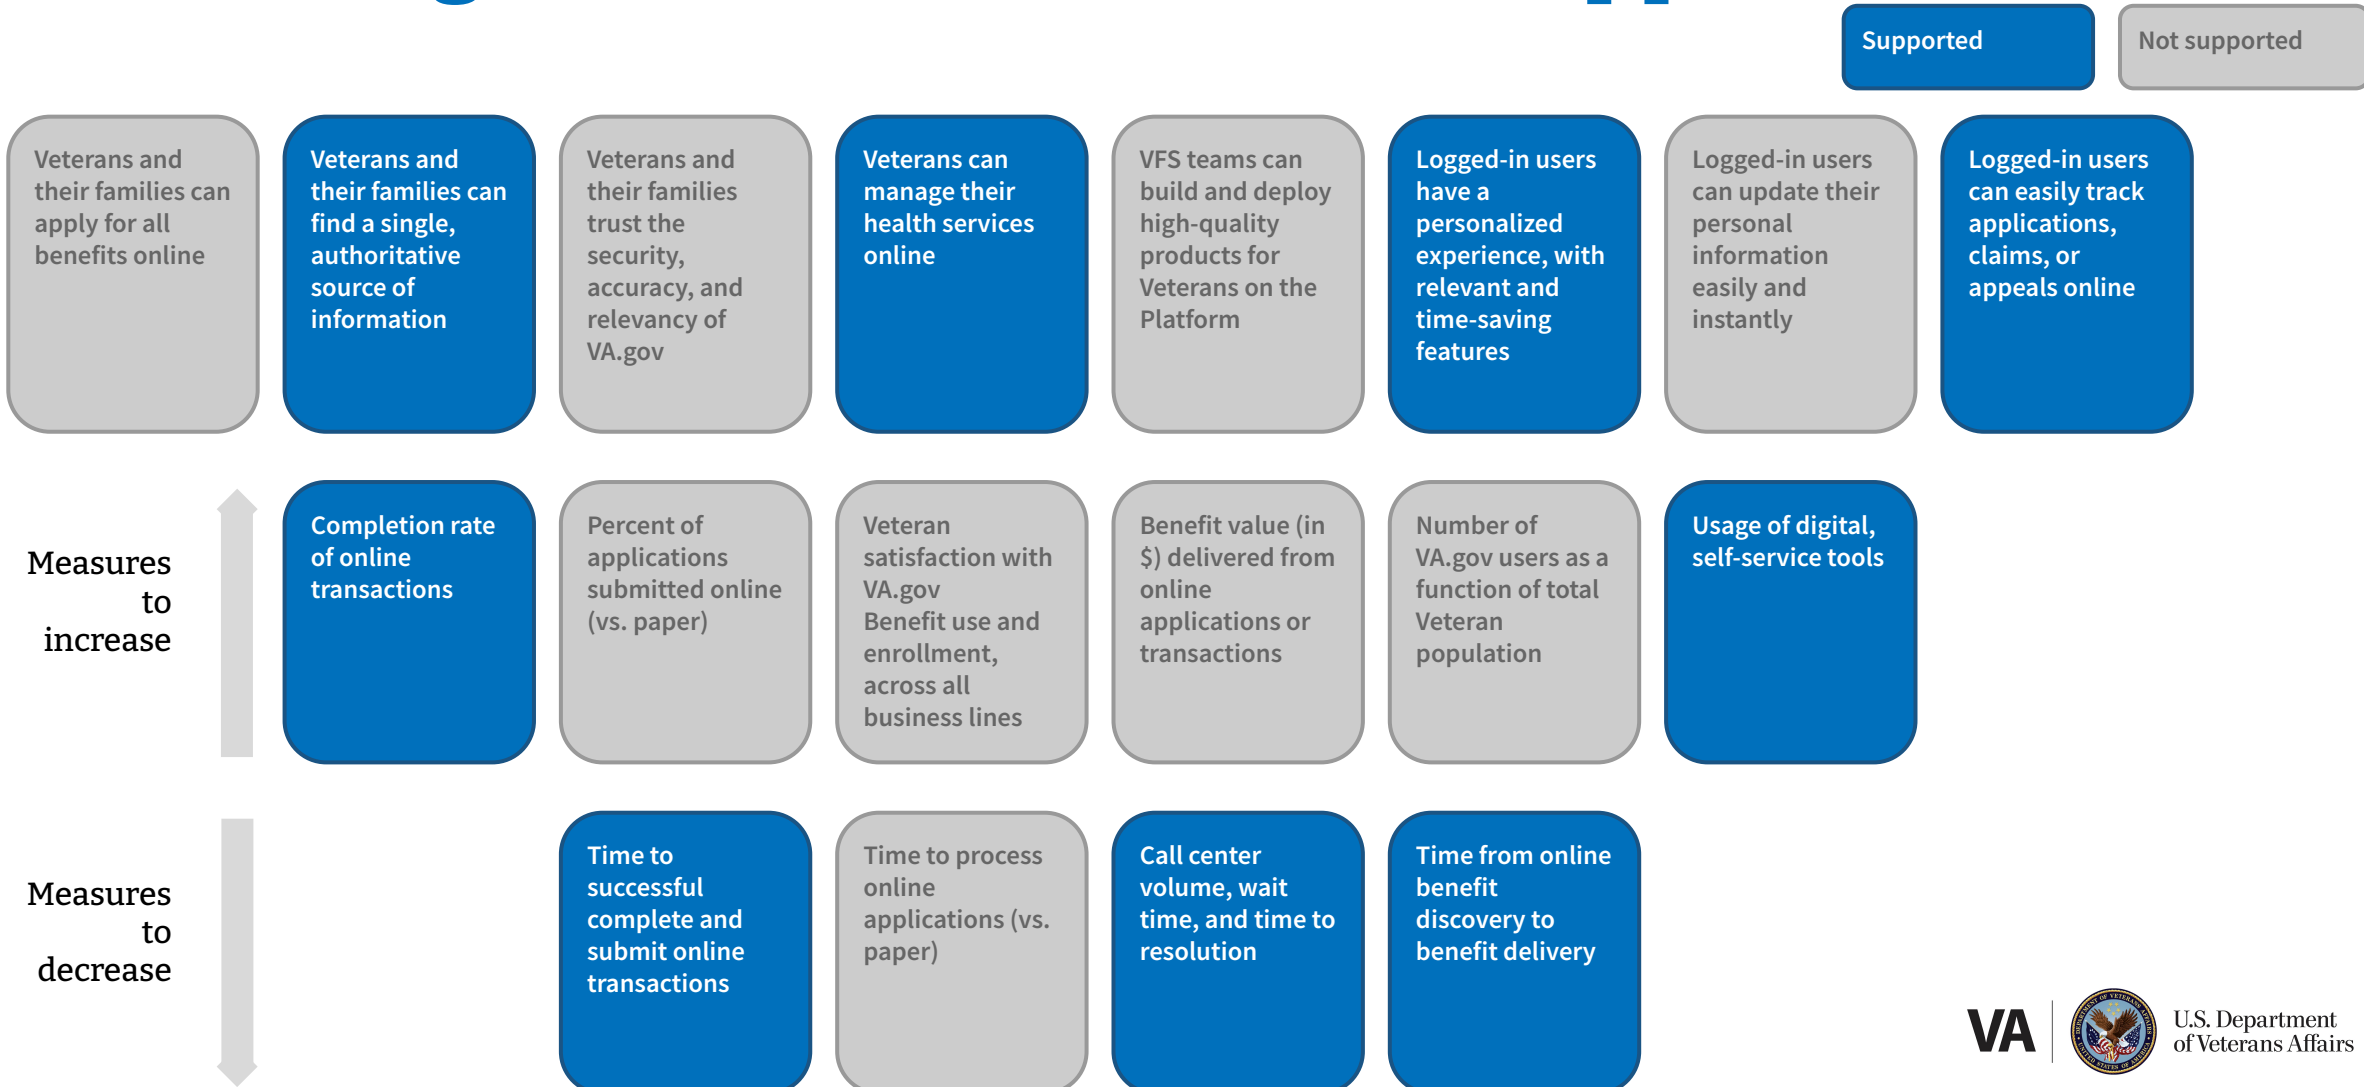 Supported
Not supported
Veterans and
their families can
apply for all
benefits online
Veterans and
their families can
find a single,
authoritative
source of
information
Veterans and
their families
trust the
security,
accuracy, and
relevancy of
VA.gov
Veterans can
manage their
health services
online
VFS teams can
build and deploy
high-quality
products for
Veterans on the
Platform
Logged-in users
have a
personalized
experience, with
relevant and
time-saving
features
Logged-in users
can update their
personal
information
easily and
instantly
Logged-in users
can easily track
applications,
claims, or
appeals online
Measures
to
increase
Completion rate
of online
transactions
Percent of
applications
submitted online
(vs. paper)
Veteran
satisfaction with
VA.gov
Benefit use and
enrollment,
across all
business lines
Benefit value (in
$) delivered from
online
applications or
transactions
Number of
VA.gov users as a
function of total
Veteran
population
Usage of digital,
self-service tools
Measures
to
decrease
Time to
successful
complete and
submit online
transactions
Time to process
online
applications (vs.
paper)
Call center
volume, wait
time, and time to
resolution
Time from online
benefit
discovery to
benefit delivery
VA
U.S. Department
of Veterans Affairs